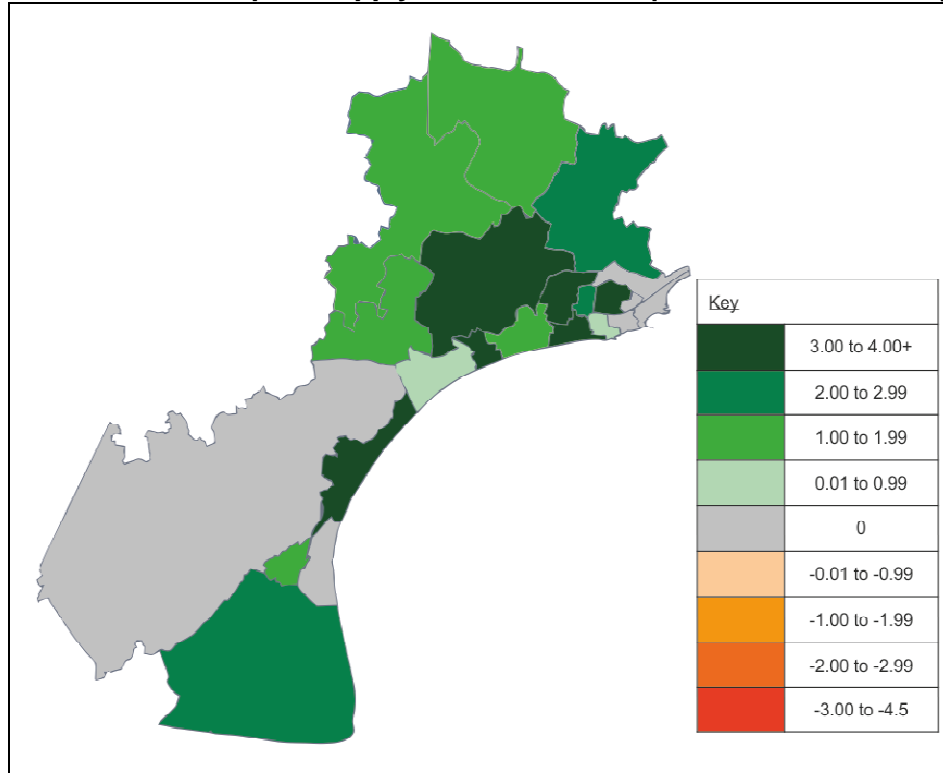 Key
3.00 to 4.00+
2.00 to 2.99
1.00 to 1.99
0.01 to 0.99
0
-0.01 to -0.99
-1.00 to -1.99
-2.00 to -2.99
-3.00 to -4.5